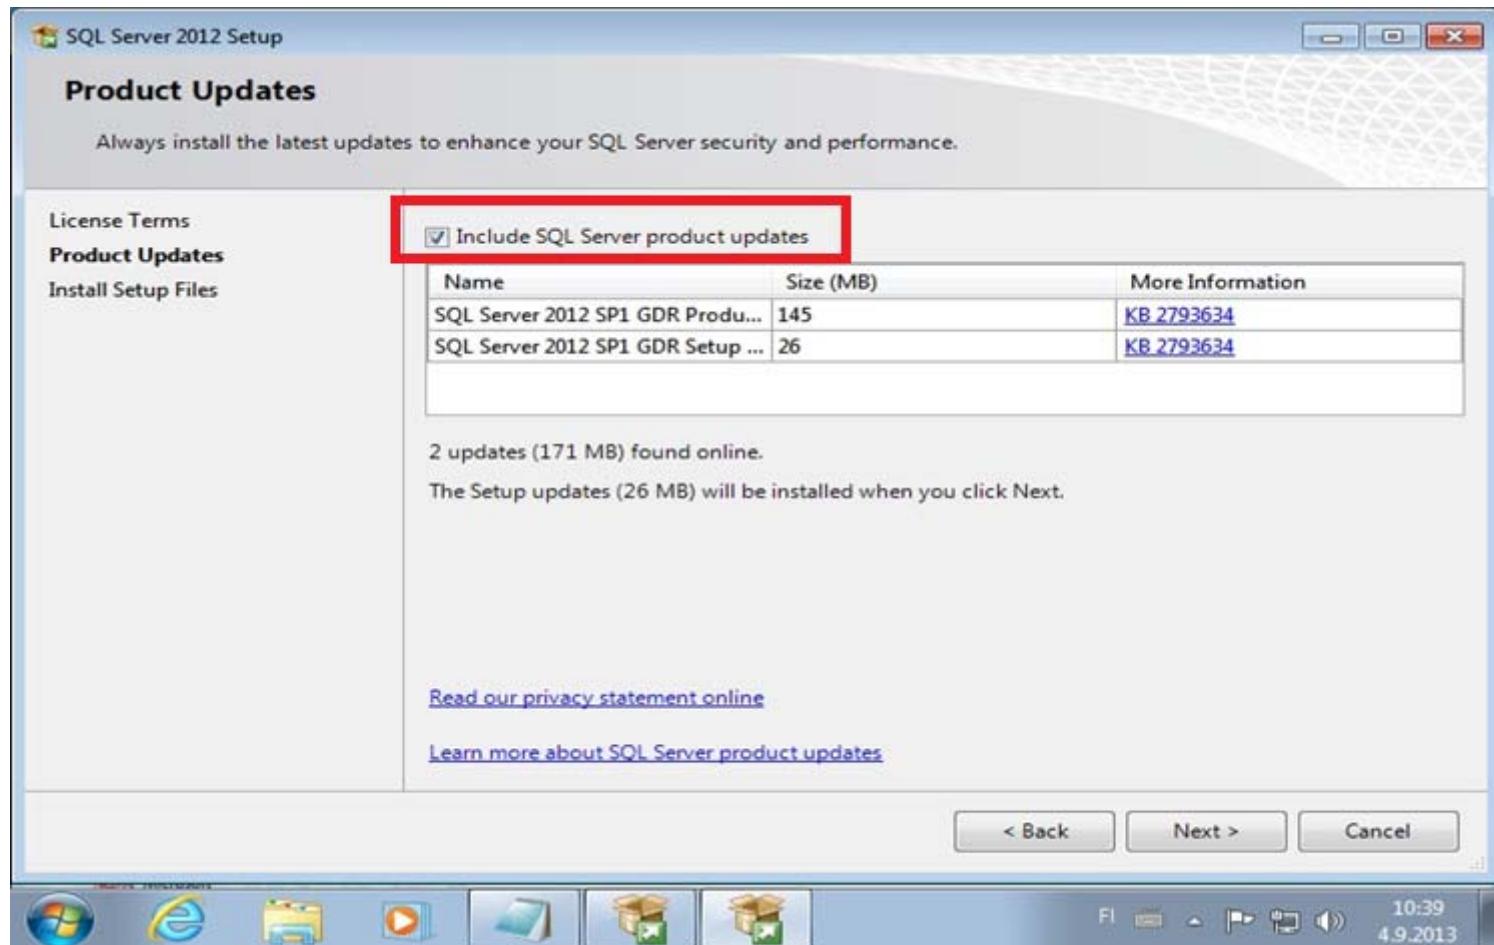 SQL Server 2012 Setup
Product Updates
Always install the latest updates to enhance your SQL Server security and performance.
License Terms
Product Updates
Install Setup Files
Include SQL Server product updates
Name Size (MB) More Information
SQL Server 2012 SP1 GDR Produ... 145 KB 2793634
SQL Server 2012 SP1 GDR Setup ... 26 KB 2793634
2 updates (171 MB) found online.
The Setup updates (26 MB) will be installed when you click Next.
Read our privacy statement online
Learn more about SQL Server product updates
< Back Next > Cancel
FI 10:39
4.9.2013